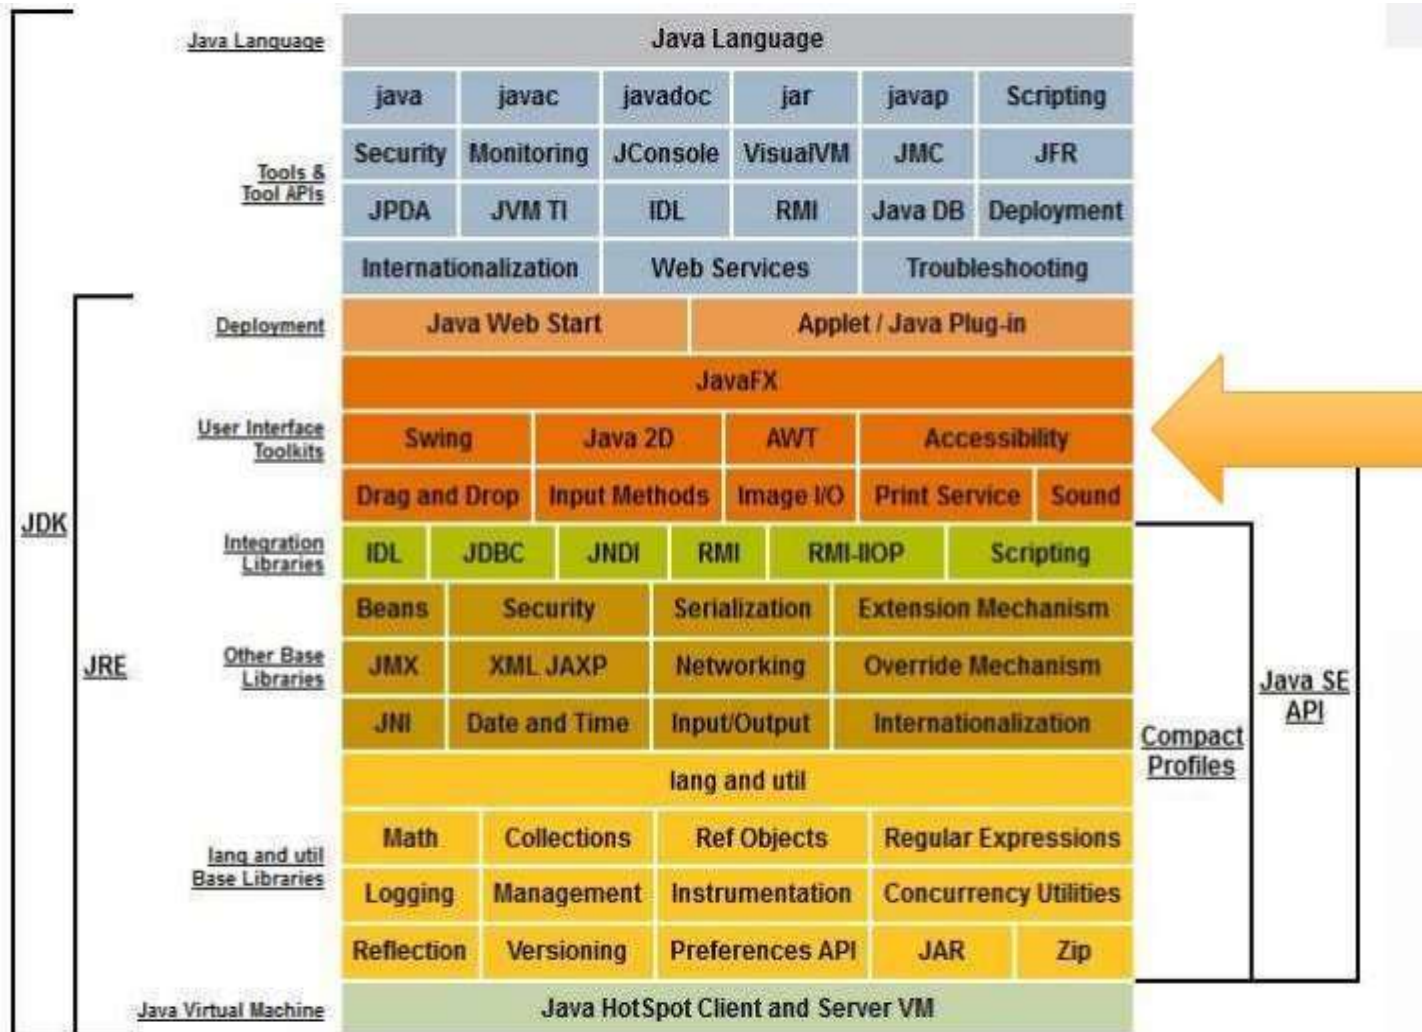 Java Language Java Language
java javac javadoc jar javap Scripting
Security Monitoring JConsole VisualVM JMC JFR
Tools &
Tool APIs
JPDA JVM TI IDL RMI Java DB Deployment
Internationalization Web Services Troubleshooting
Deployment Java Web Start Applet / Java Plug-in
JavaFX
User Interface
Toolkits
Swing Java 2D AWT Accessibility
Drag and Drop Input Methods Image I/O Print Service Sound
JDK
Integration
Libraries
IDL JDBC JNDI RMI RMI-IIOP Scripting
Beans Security Serialization Extension Mechanism
JRE
Other Base
Libraries
JMX XML JAXP Networking Override Mechanism
Java SE
API
JNI Date and Time Input/Output Internationalization
Compact
Profiles
lang and util
Math Collections Ref Objects Regular Expressions
lang and util
Base Libraries
Logging Management Instrumentation Concurrency Utilities
Reflection Versioning Preferences API JAR Zip
Java Virtual Machine Java HotSpot Client and Server VM